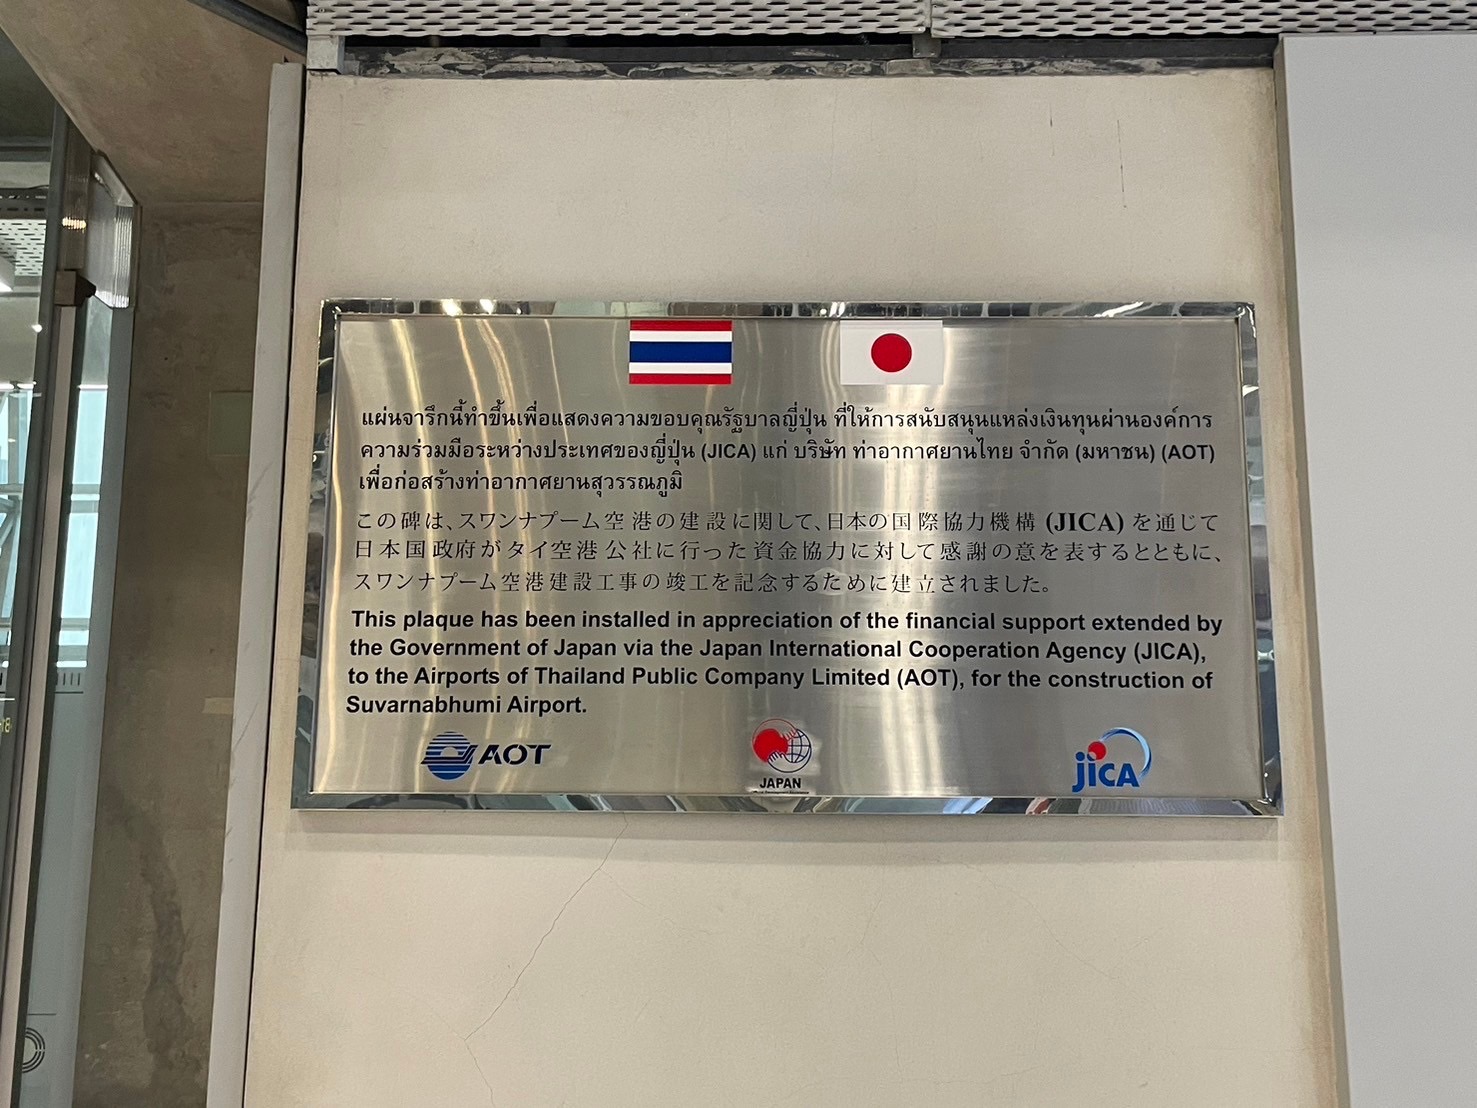 แผ่นจารึกนี้ทำขึ้นเพื่อแสดงความขอบคุณรัฐบาลญี่ปุ่น ที่ให้การสนับสนุนแหล่งเงินทุนผ่านองค์การ
ความร่วมมือระหว่างประเทศของญี่ปุ่น (JICA) แก่ บริษัท ท่าอากาศยานไทย จำกัด (มหาชน) (AOT)
เพื่อก่อสร้างท่าอากาศยานสุวรรณภูมิ
この碑は、スワンナプーム空港の建設に関して、日本の国際協力機構 (JICA) を通じて
日本国政府がタイ空港公社に行った資金協力に対して感謝の意を表するとともに、
スワンナプーム空港建設工事の竣工を記念するために建立されました。
This plaque has been installed in appreciation of the financial support extended by
the Government of Japan via the Japan International Cooperation Agency (JICA),
to the Airports of Thailand Public Company Limited (AOT), for the construction of
Suvarnabhumi Airport.
AOT
JAPAN
jICA